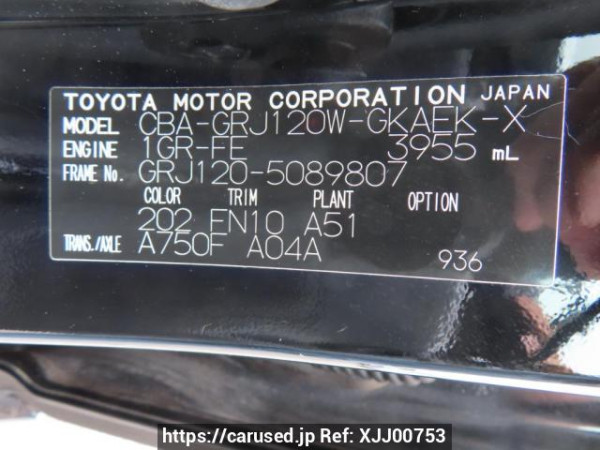 TOYOTA MOTOR CORPORATION JAPAN
MODEL CBA-GRJ120W-GKAEK-X
ENGINE 1GR-FE 3955 mL
FRAME No. GRJ120-5089807
COLOR TRIM PLANT OPTION
202 FN10 A51
TRANS./AXLE A750F A04A 936
https://carused.jp Ref: XJJ00753